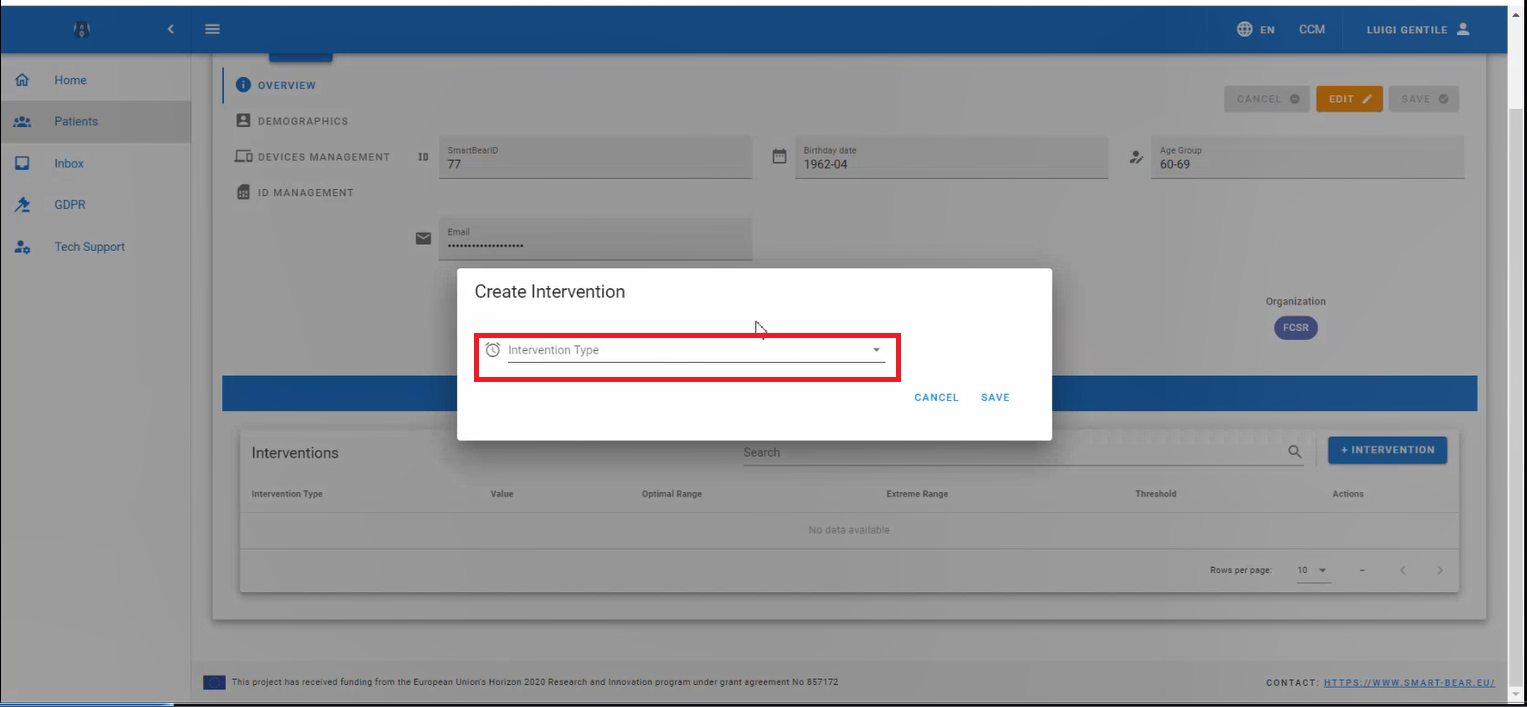 EN CCM LUIGI GENTILE
Home
Patients
Inbox
GDPR
Tech Support
OVERVIEW
DEMOGRAPHICS
DEVICES MANAGEMENT
ID MANAGEMENT
CANCEL EDIT SAVE
ID
SmartBearID
77
Birthday date
1962-04
Age Group
60-69
Email
••••••••••••••••••••
Organization
FCSR
Create Intervention
Intervention Type
CANCEL SAVE
Interventions Search + INTERVENTION
Intervention Type Value Optimal Range Extreme Range Threshold Actions
No data available
Rows per page: 10 –
This project has received funding from the European Union's Horizon 2020 Research and Innovation program under grant agreement No 857172
CONTACT: HTTPS://WWW.SMART-BEAR.EU/